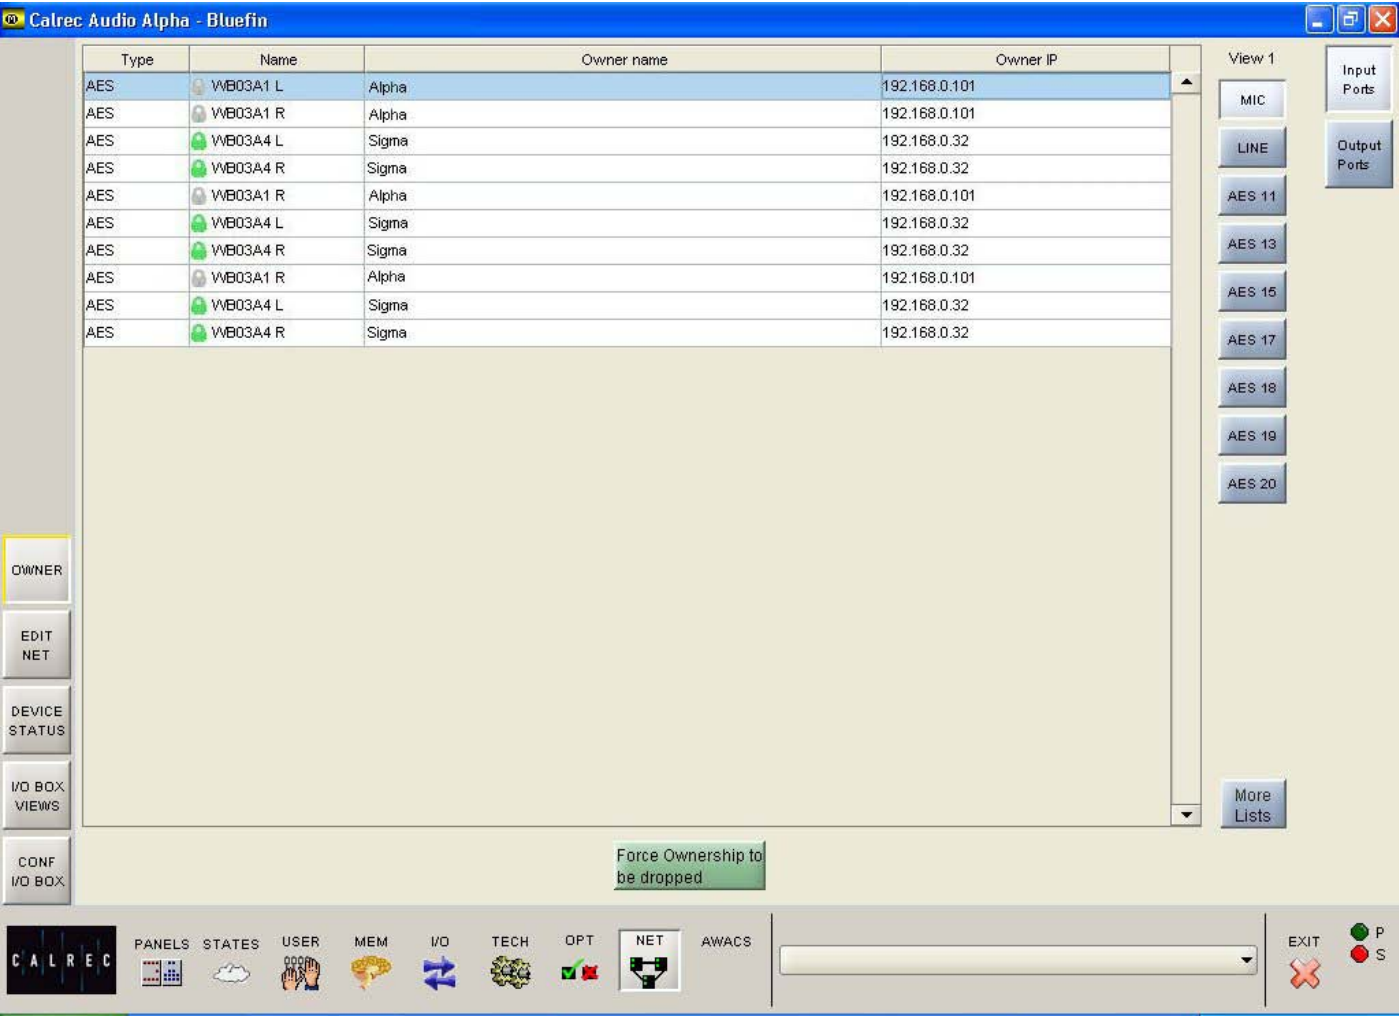 Calrec Audio Alpha - Bluefin
Type Name Owner name Owner IP
AES WB03A1 L Alpha 192.168.0.101
AES WB03A1 R Alpha 192.168.0.101
AES WB03A4 L Sigma 192.168.0.32
AES WB03A4 R Sigma 192.168.0.32
AES WB03A1 R Alpha 192.168.0.101
AES WB03A4 L Sigma 192.168.0.32
AES WB03A4 R Sigma 192.168.0.32
AES WB03A1 R Alpha 192.168.0.101
AES WB03A4 L Sigma 192.168.0.32
AES WB03A4 R Sigma 192.168.0.32
View 1
MIC
LINE
AES 11
AES 13
AES 15
AES 17
AES 18
AES 19
AES 20
More
Lists
Input
Ports
Output
Ports
OWNER
EDIT
NET
DEVICE
STATUS
I/O BOX
VIEWS
CONF
I/O BOX
Force Ownership to
be dropped
CALREC
PANELS STATES USER MEM I/O TECH OPT NET AWACS
EXIT
P
S